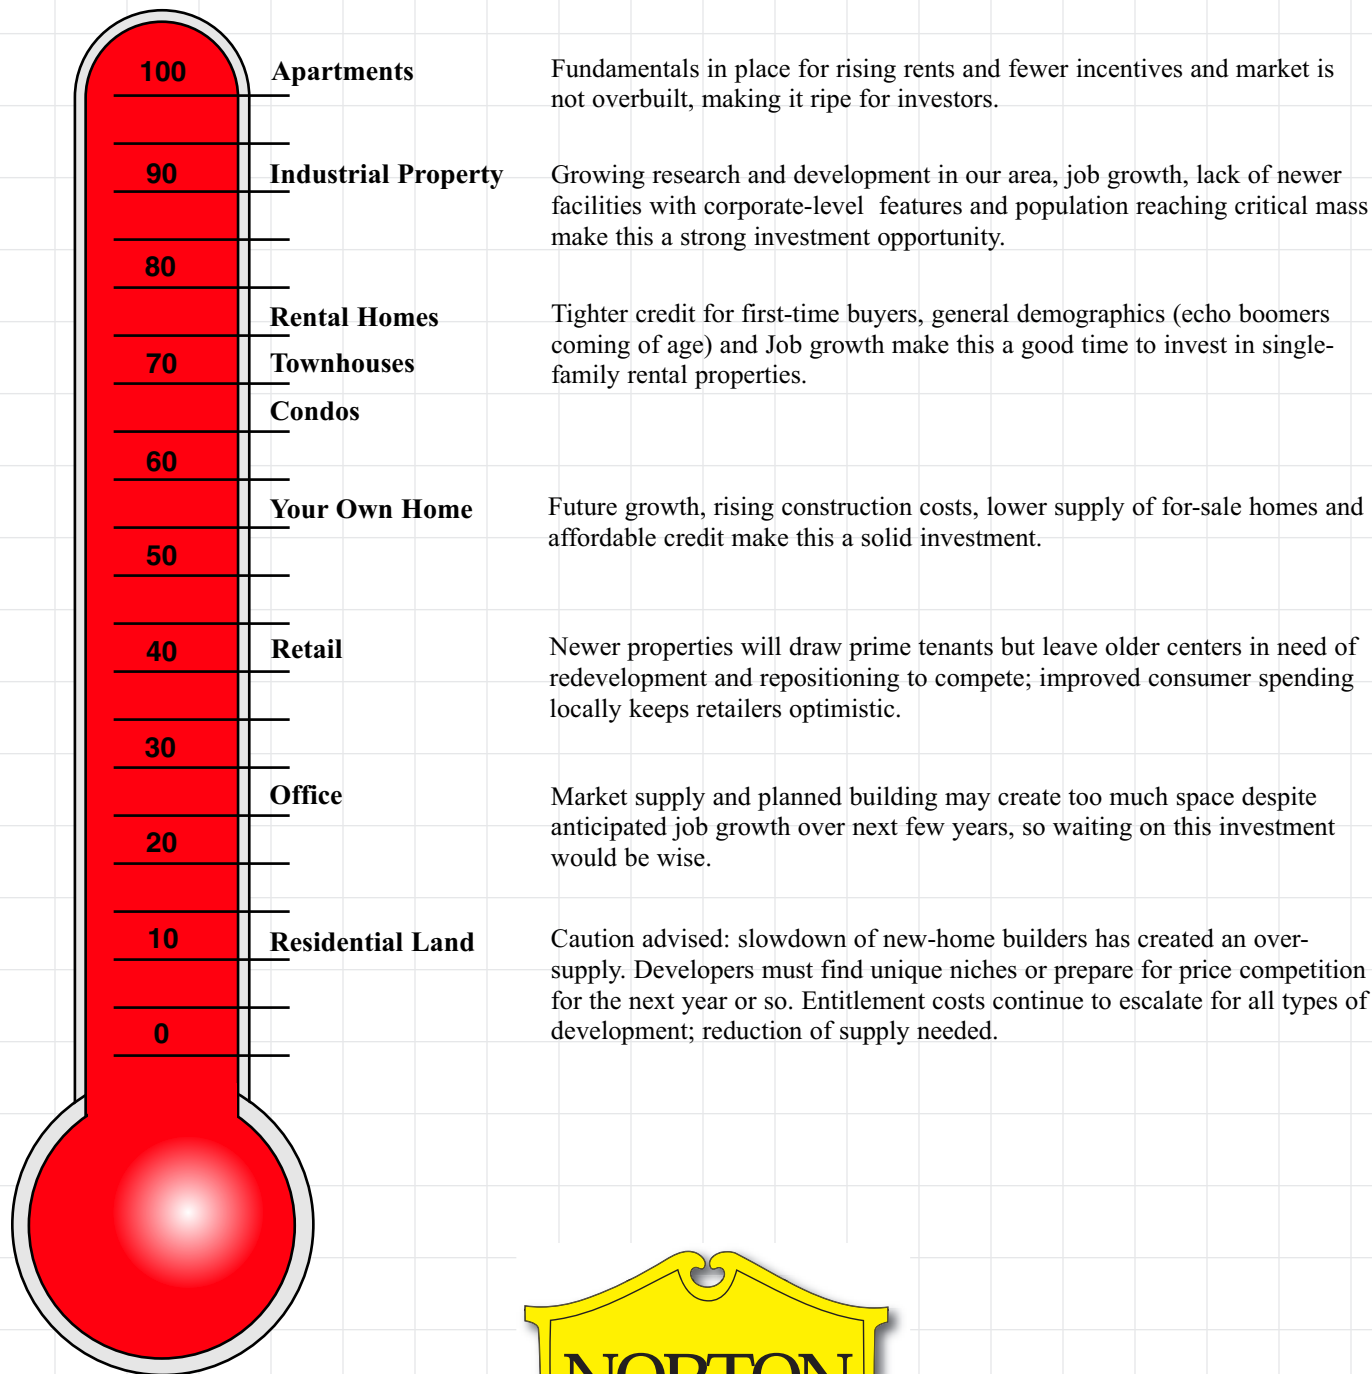 100 Apartments Fundamentals in place for rising rents and fewer incentives and market is
not overbuilt, making it ripe for investors.
90 Industrial Property Growing research and development in our area, job growth, lack of newer
facilities with corporate-level features and population reaching critical mass
make this a strong investment opportunity.
80
Rental Homes Tighter credit for first-time buyers, general demographics (echo boomers
coming of age) and Job growth make this a good time to invest in single-
70 Townhouses family rental properties.
Condos
60
Your Own Home Future growth, rising construction costs, lower supply of for-sale homes and
affordable credit make this a solid investment.
50
40 Retail Newer properties will draw prime tenants but leave older centers in need of
redevelopment and repositioning to compete; improved consumer spending
locally keeps retailers optimistic.
30
Office Market supply and planned building may create too much space despite
anticipated job growth over next few years, so waiting on this investment
20 would be wise.
10 Residential Land Caution advised: slowdown of new-home builders has created an over-
supply. Developers must find unique niches or prepare for price competition
for the next year or so. Entitlement costs continue to escalate for all types of
0 development; reduction of supply needed.
NORTON